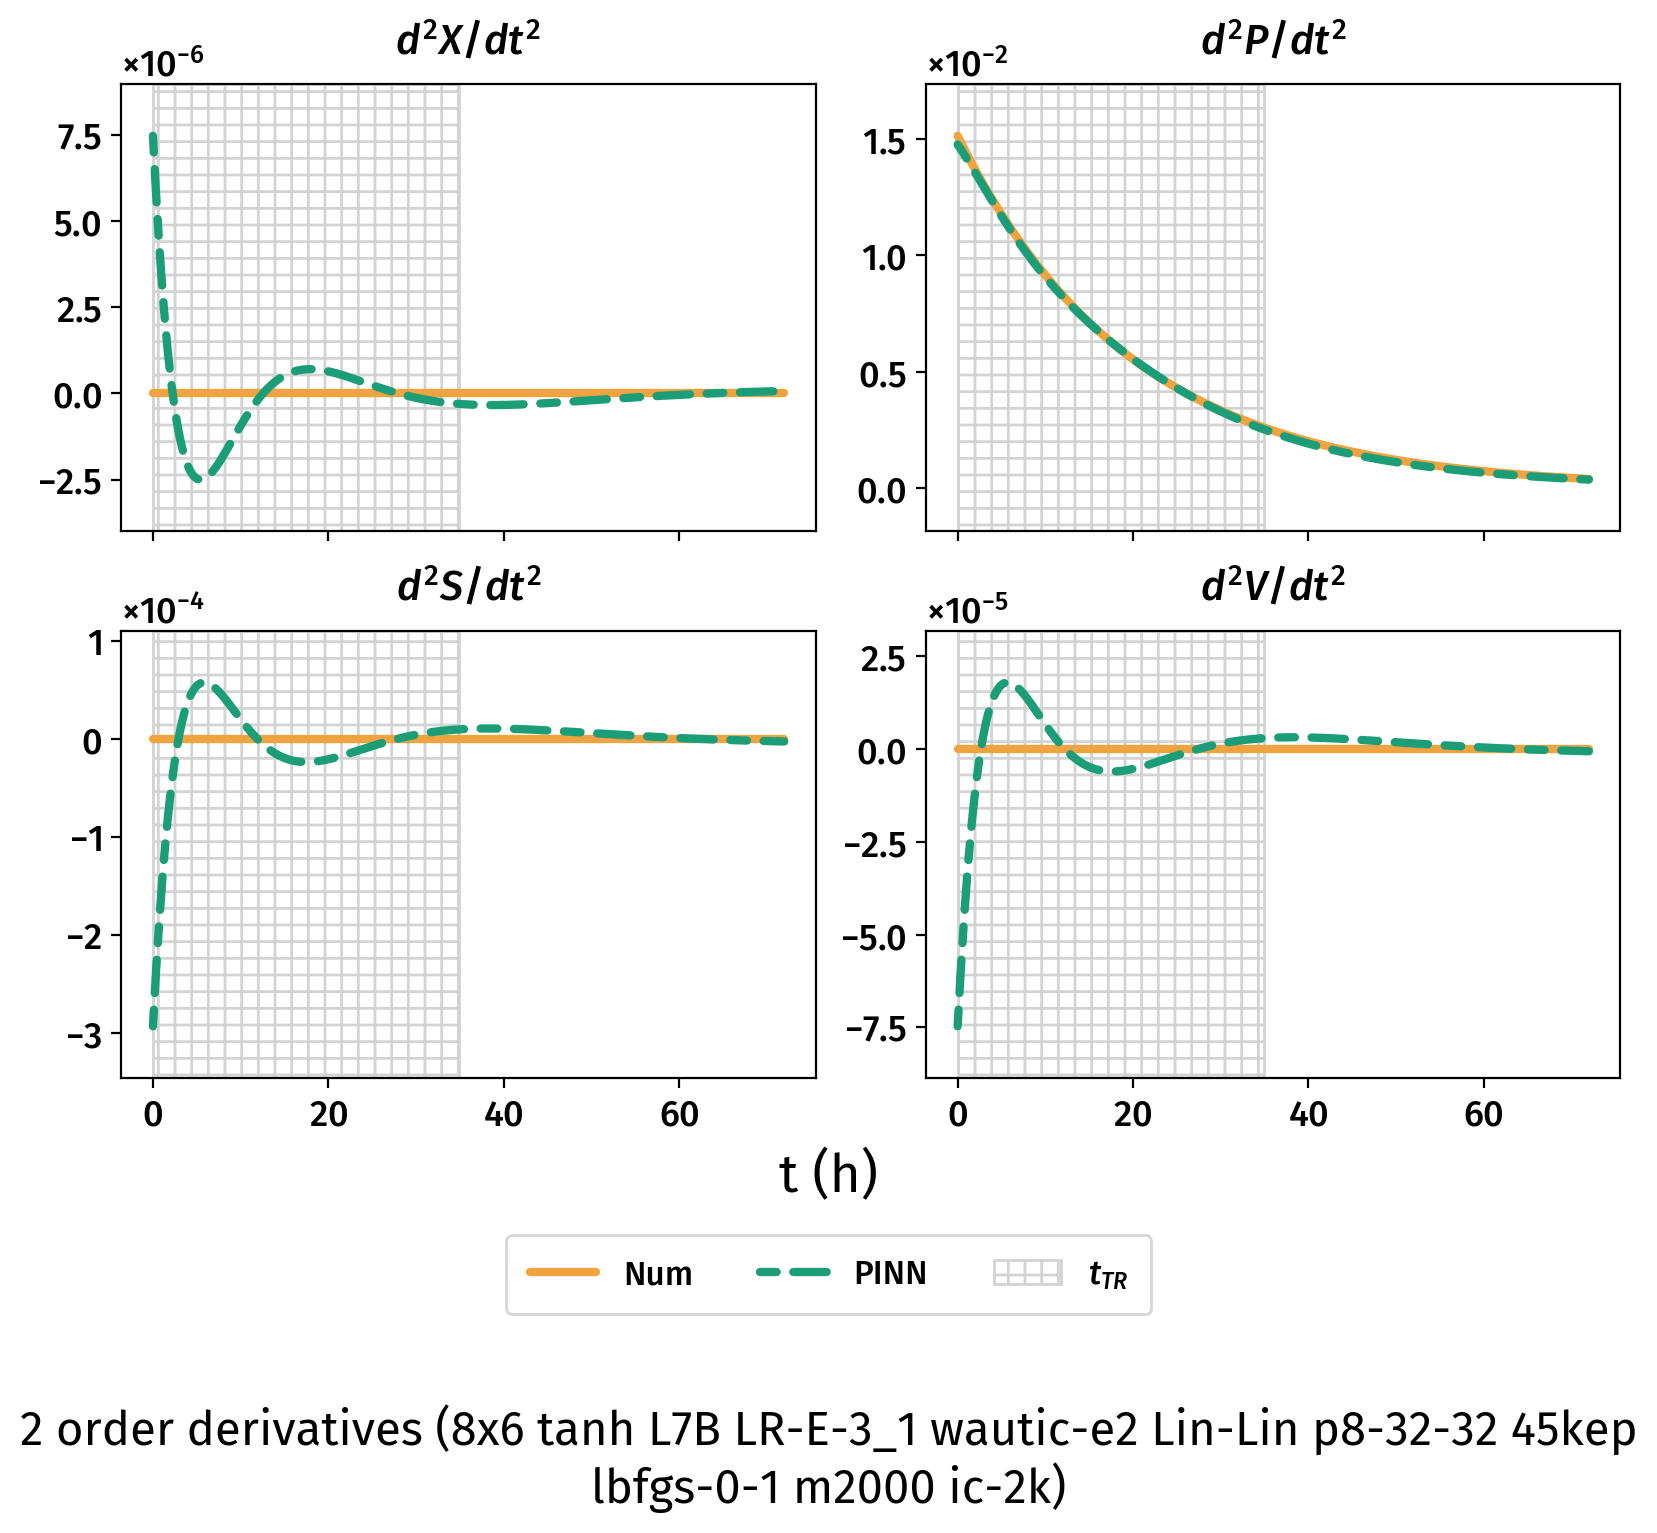 d²X/dt²
×10⁻⁶
7.5
5.0
2.5
0.0
−2.5
d²P/dt²
×10⁻²
1.5
1.0
0.5
0.0
d²S/dt²
×10⁻⁴
1
0
−1
−2
−3
0 20 40 60
d²V/dt²
×10⁻⁵
2.5
0.0
−2.5
−5.0
−7.5
0 20 40 60
t (h)
Num PINN t_TR
2 order derivatives (8x6 tanh L7B LR-E-3_1 wautic-e2 Lin-Lin p8-32-32 45kep
lbfgs-0-1 m2000 ic-2k)